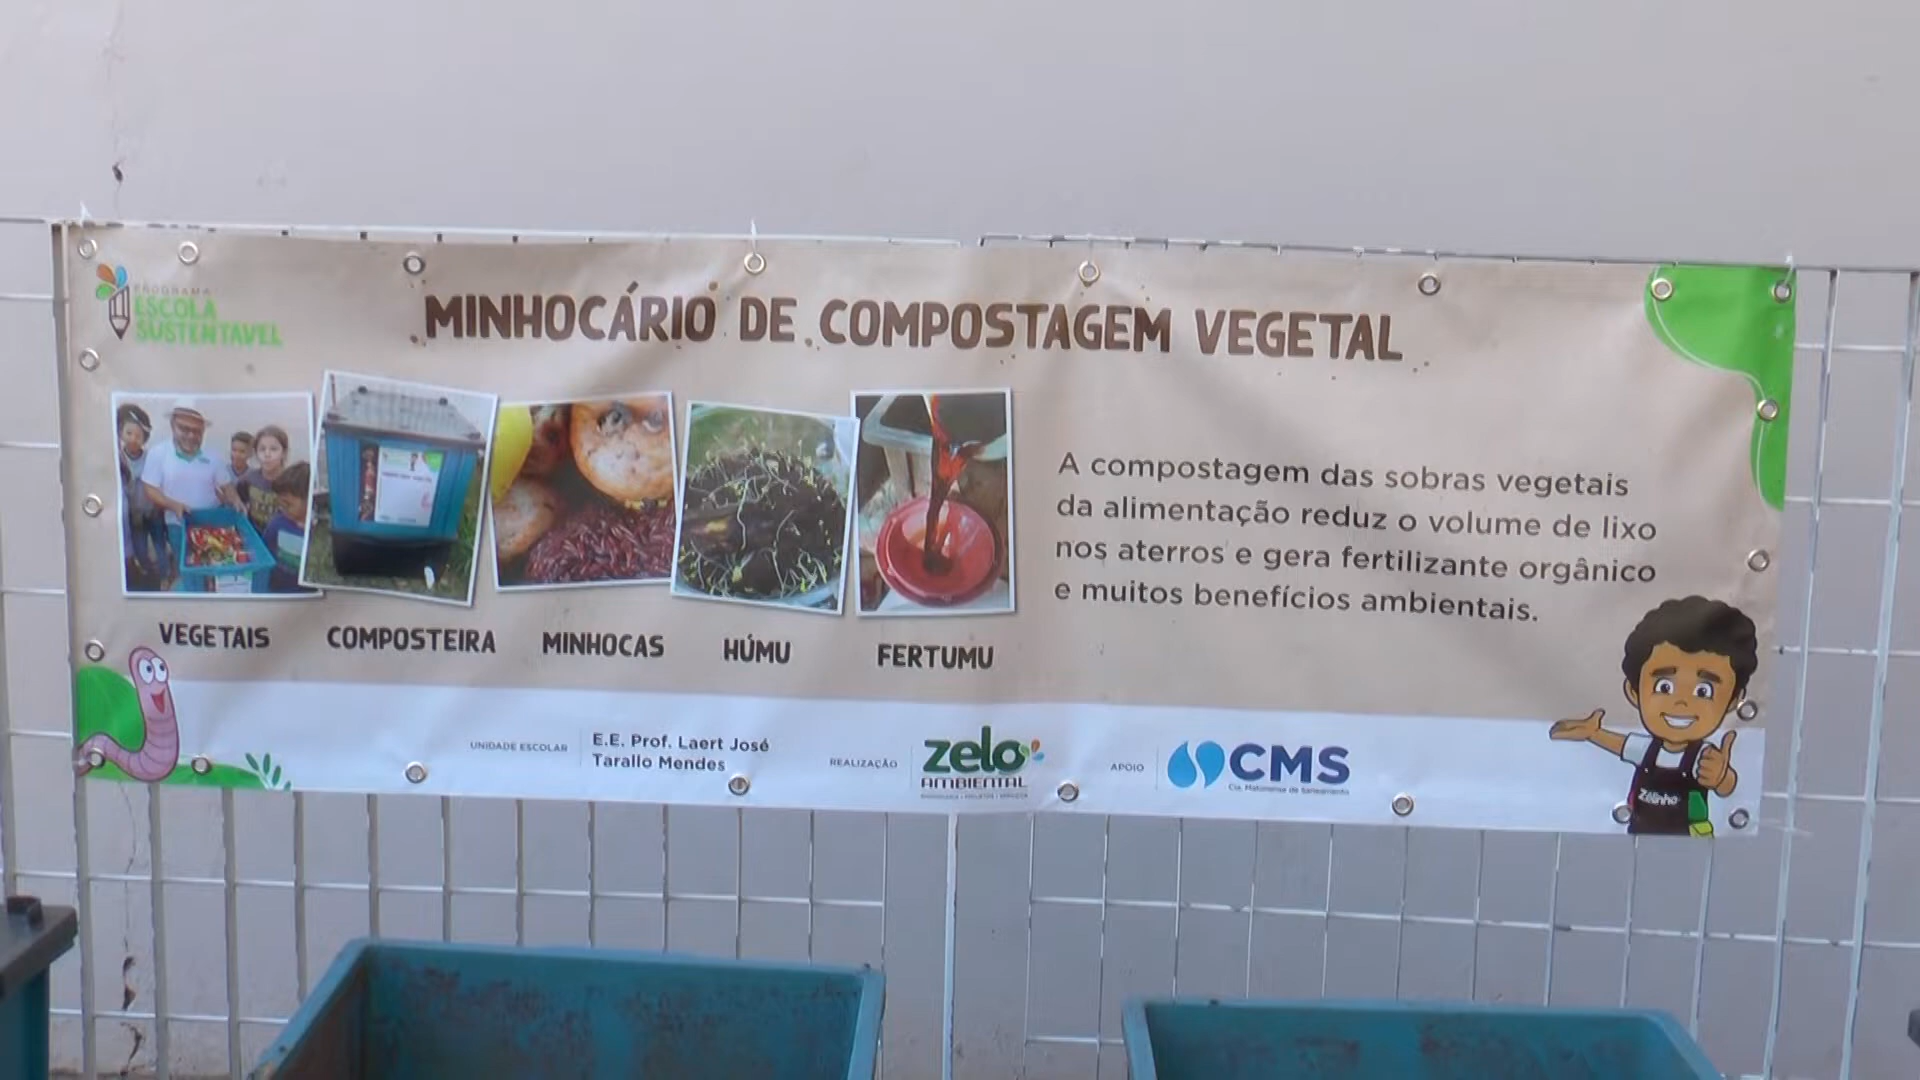 PROGRAMA
ESCOLA
SUSTENTAVEL
MINHOCÁRIO DE COMPOSTAGEM VEGETAL
VEGETAIS
COMPOSTEIRA
MINHOCAS
HÚMU
FERTUMU
A compostagem das sobras vegetais
da alimentação reduz o volume de lixo
nos aterros e gera fertilizante orgânico
e muitos benefícios ambientais.
UNIDADE ESCOLAR
E.E. Prof. Laert José
Tarallo Mendes
REALIZAÇÃO
zelo
AMBIENTAL
APOIO
CMS
Cia. Matonense de Saneamento
Zelinho